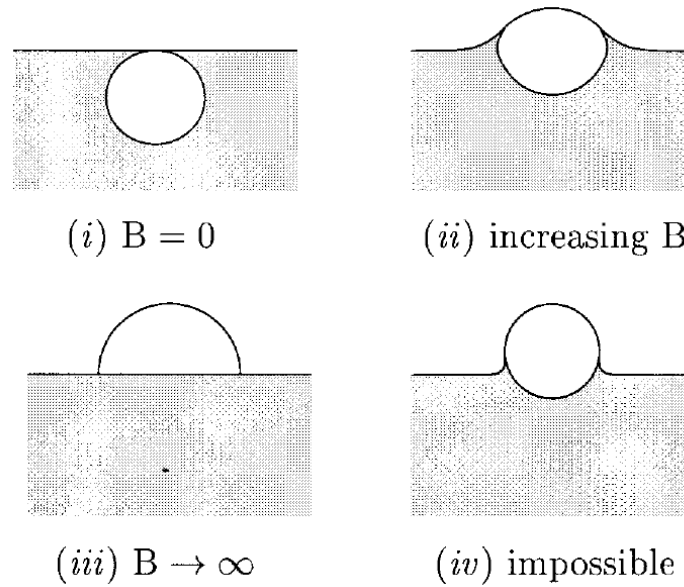 (i) B = 0
(ii) increasing B
(iii) B → ∞
(iv) impossible